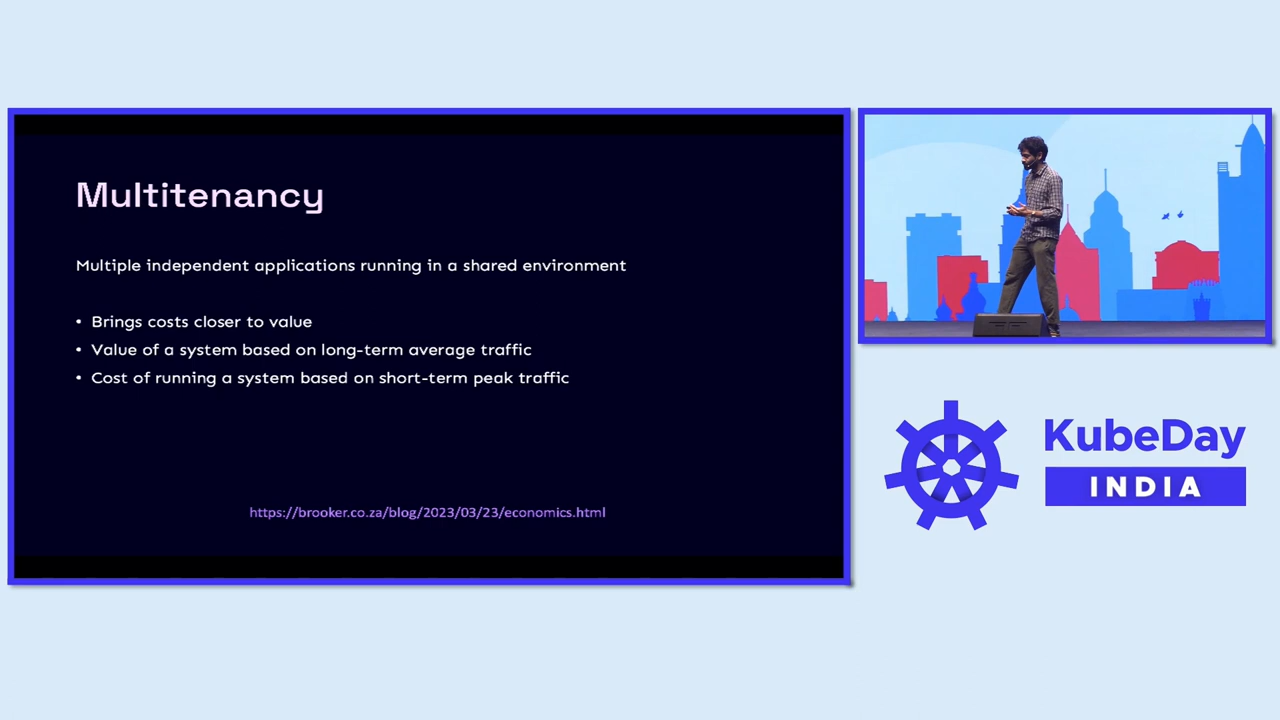 Multitenancy
Multiple independent applications running in a shared environment
• Brings costs closer to value
• Value of a system based on long-term average traffic
• Cost of running a system based on short-term peak traffic
https://brooker.co.za/blog/2023/03/23/economics.html
KubeDay
INDIA